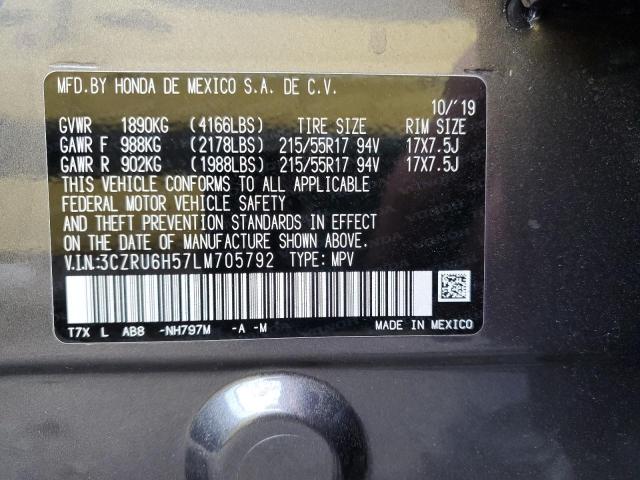 MFD.BY HONDA DE MEXICO S.A. DE C.V.
10/'19
GVWR 1890KG (4166LBS) TIRE SIZE RIM SIZE
GAWR F 988KG (2178LBS) 215/55R17 94V 17X7.5J
GAWR R 902KG (1988LBS) 215/55R17 94V 17X7.5J
THIS VEHICLE CONFORMS TO ALL APPLICABLE
FEDERAL MOTOR VEHICLE SAFETY
AND THEFT PREVENTION STANDARDS IN EFFECT
ON THE DATE OF MANUFACTURE SHOWN ABOVE.
V.I.N.:3CZRU6H57LM705792 TYPE: MPV
T7X L AB8 -NH797M -A -M MADE IN MEXICO